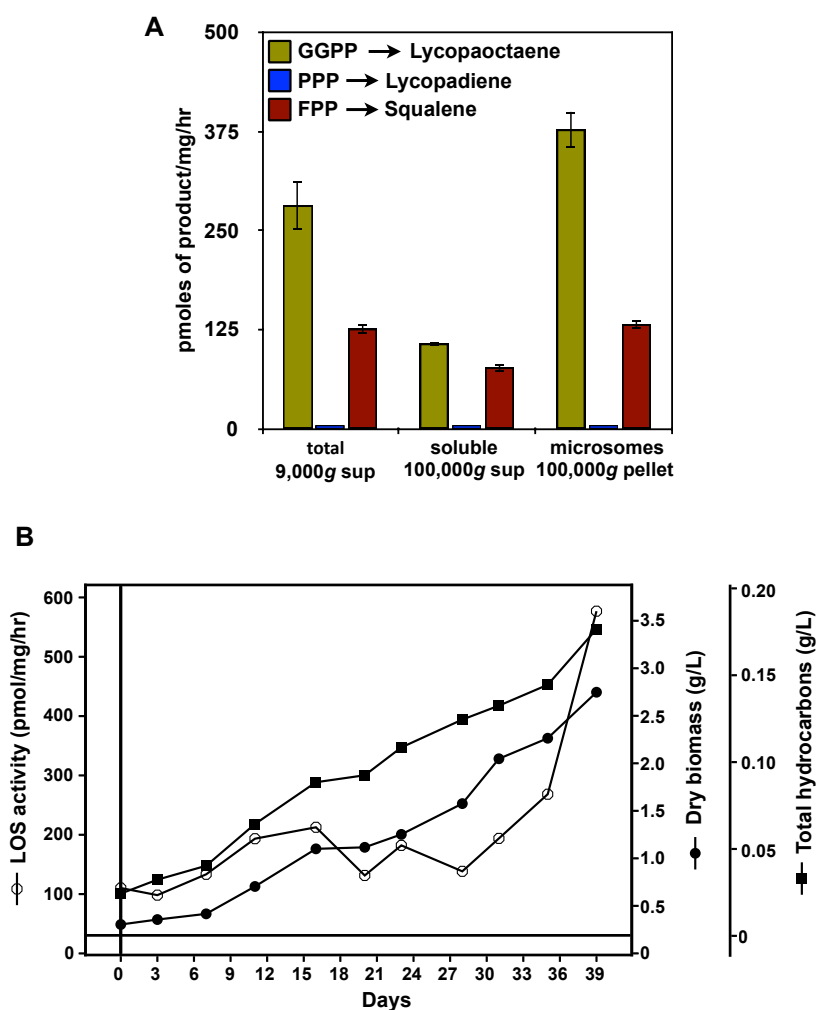 A
500
375
250
125
0
pmoles of product/mg/hr
GGPP → Lycopaoctaene
PPP → Lycopadiene
FPP → Squalene
total soluble microsomes
9,000g sup 100,000g sup 100,000g pellet
B
LOS activity (pmol/mg/hr)
600
500
400
300
200
100
0
0 3 6 7 9 12 15 18 21 24 27 28 30 31 33 36 39
Days
3.5
3.0
2.5
2.0
1.5
1.0
0.5
0
Dry biomass (g/L)
0.20
0.15
0.10
0.05
0
Total hydrocarbons (g/L)